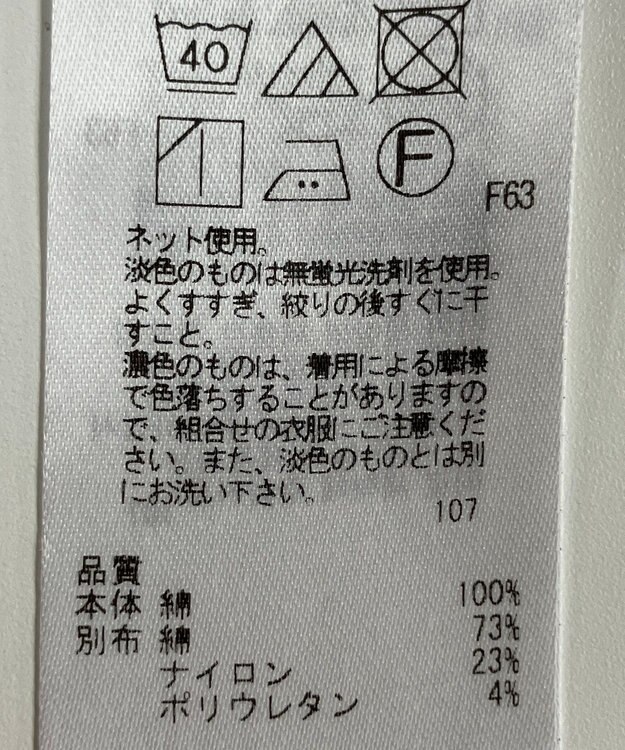 40
F
F63
ネット使用。
淡色のものは無蛍光洗剤を使用。
よくすすぎ、絞りの後すぐに干
すこと。
濃色のものは、着用による摩擦
で色落ちすることがありますの
で、組合せの衣服にご注意くだ
さい。また、淡色のものとは別
にお洗い下さい。
107
品質
本体 綿 100%
別布 綿 73%
ナイロン 23%
ポリウレタン 4%